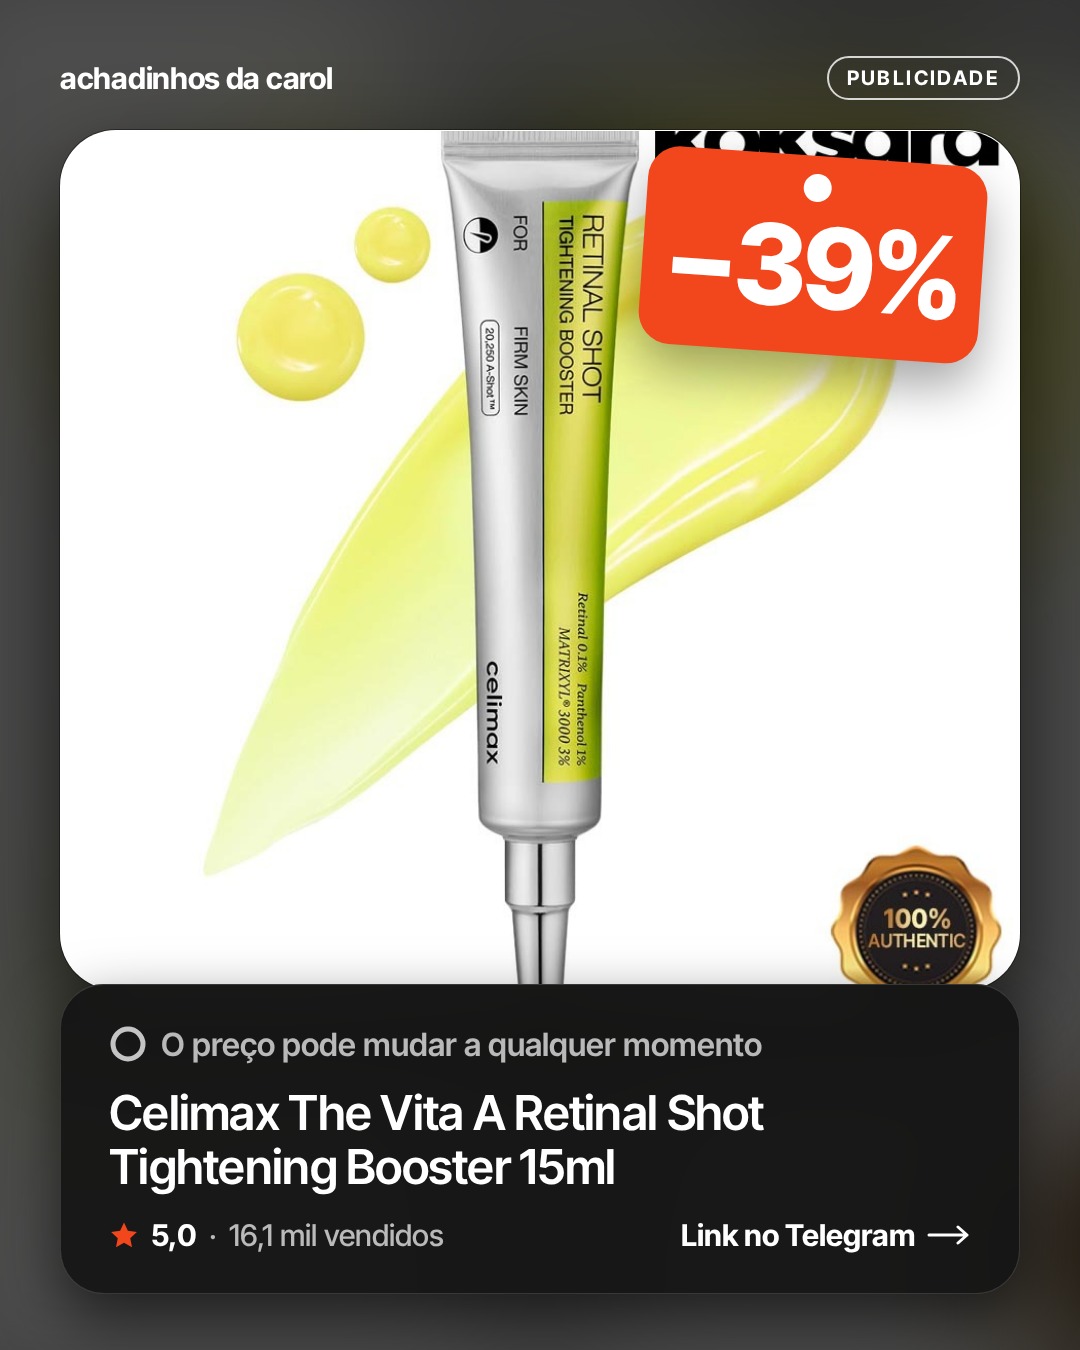 achadinhos da carol
PUBLICIDADE
−39%
RETINAL SHOT
TIGHTENING BOOSTER
FOR FIRM SKIN
20,250 A-Shot™
Retinal 0.1% Panthenol 1%
MATRIXYL® 3000 3%
celimax
100%
AUTHENTIC
O preço pode mudar a qualquer momento
Celimax The Vita A Retinal Shot
Tightening Booster 15ml
5,0 · 16,1 mil vendidos
Link no Telegram →